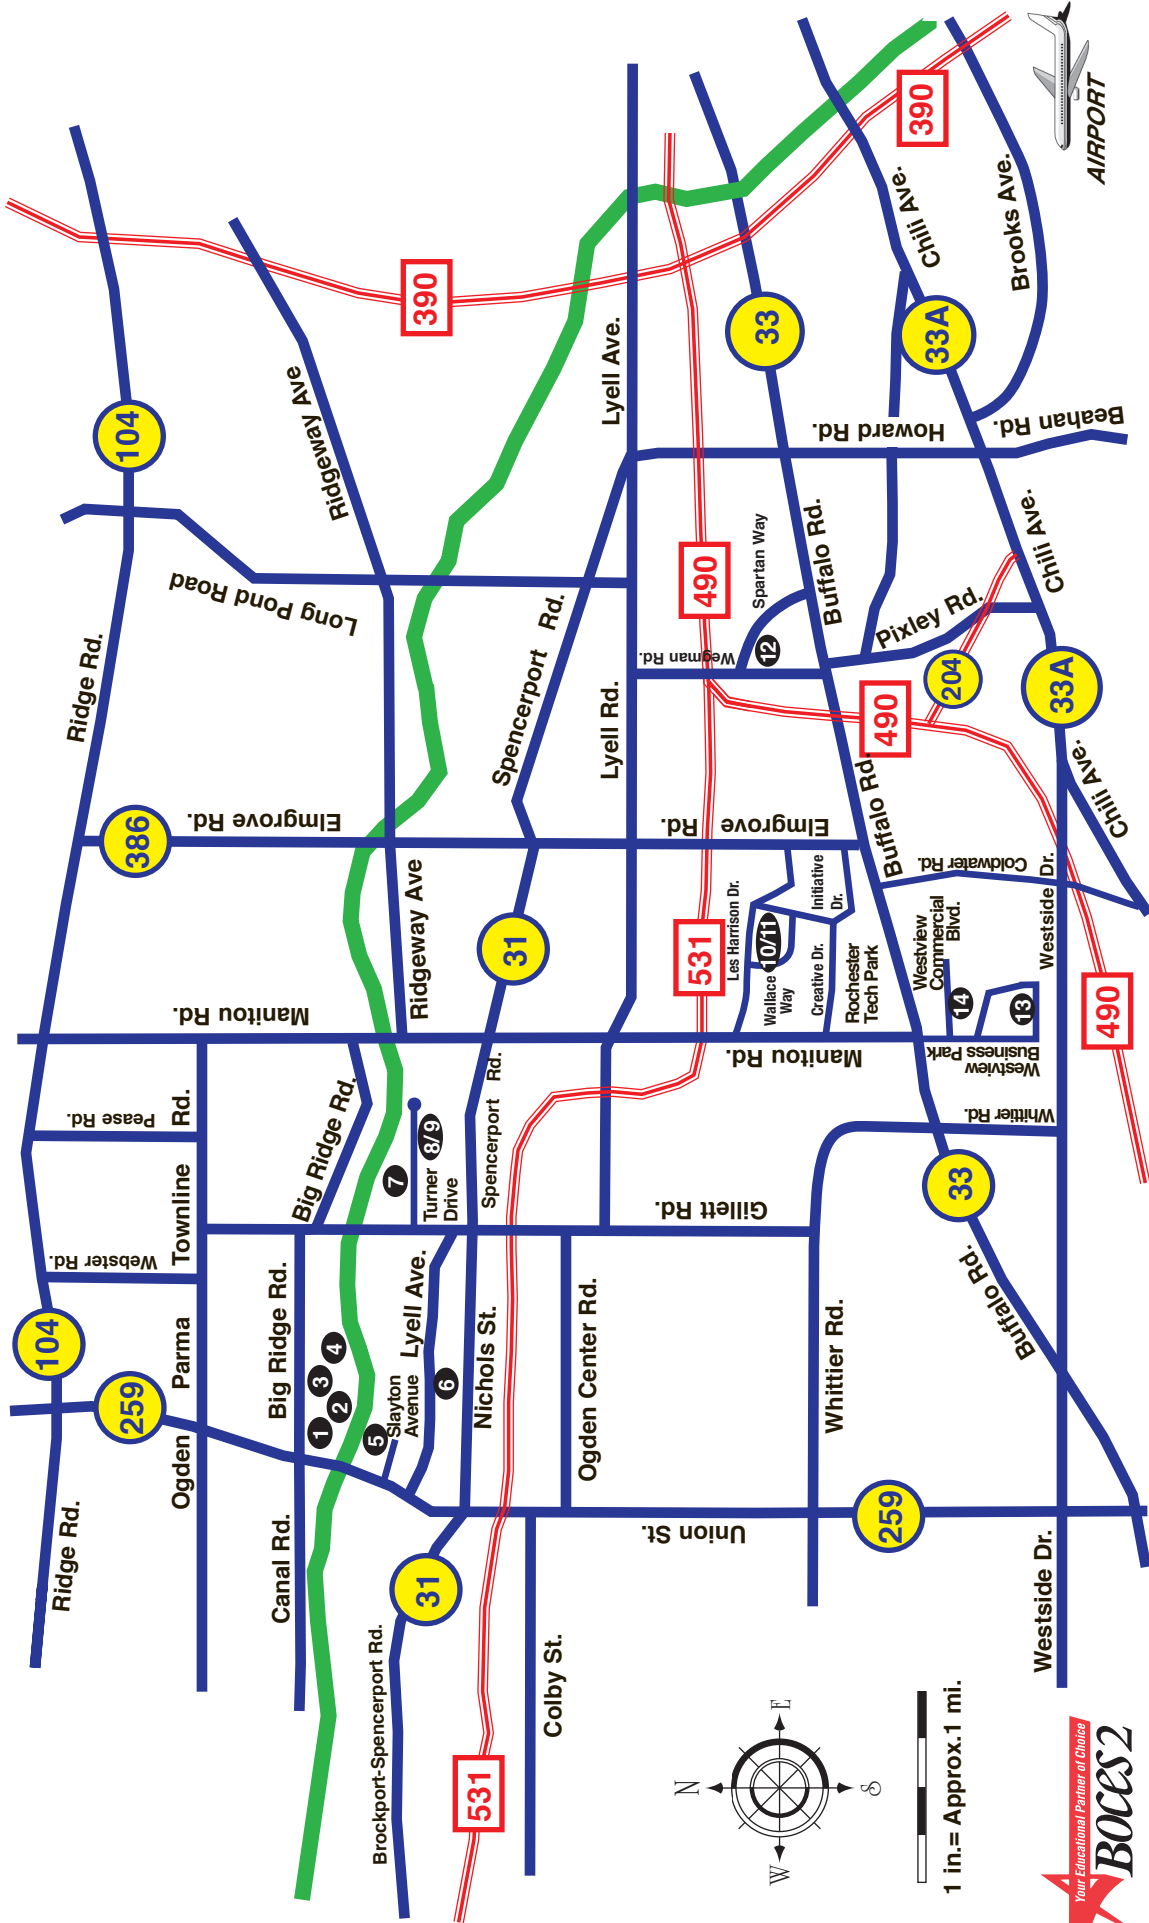 Ridge Rd.
104
259
Webster Rd.
Pease Rd.
Ridge Rd.
386
104
Ogden
Parma
Townline
Rd.
Manitou Rd.
Elmgrove Rd.
Long Pond Road
Ridgeway Ave
390
Canal Rd.
Big Ridge Rd.
Big Ridge Rd.
Ridgeway Ave
1
2
3
4
5
Slayton
Avenue
Lyell Ave.
6
7
8/9
Turner
Drive
Brockport-Spencerport Rd.
31
Nichols St.
Spencerport
Rd.
31
Spencerport
Rd.
531
Colby St.
Ogden Center Rd.
Union St.
Gillett Rd.
Manitou Rd.
531
Lyell Rd.
Lyell Ave.
Elmgrove
Rd.
490
Wegman Rd.
Spartan Way
12
33
Buffalo Rd.
Howard Rd.
Chili Ave.
390
33A
Brooks Ave.
Beahan Rd.
AIRPORT
Les Harrison Dr.
10/11
Wallace
Way
Creative Dr.
Initiative
Dr.
Rochester
Tech Park
Buffalo Rd.
490
Pixley Rd.
204
Chili Ave.
33A
Chili Ave.
Whittier Rd.
259
Whittier Rd.
33
Buffalo Rd.
Westview
Commercial
Blvd.
14
13
Westview
Business Park
Coldwater Rd.
Westside Dr.
Westside Dr.
490
N
W
E
S
1 in.= Approx.1 mi.
Your Educational Partner of Choice
BOCES 2